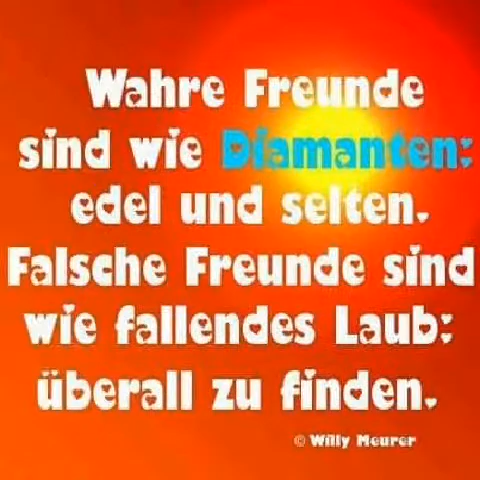 Wahre Freunde
sind wie Diamanten:
edel und selten.
Falsche Freunde sind
wie fallendes Laub:
überall zu finden.
© Willy Meurer